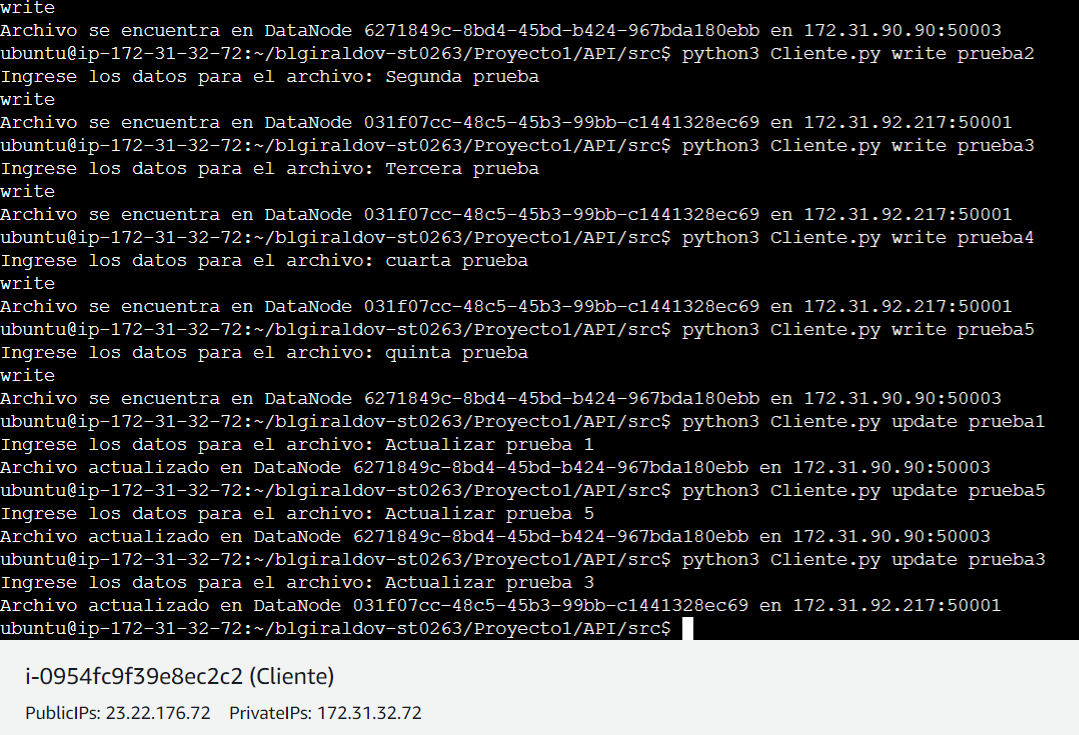 write
Archivo se encuentra en DataNode 6271849c-8bd4-45bd-b424-967bda180ebb en 172.31.90.90:50003
ubuntu@ip-172-31-32-72:~/blgiraldov-st0263/Proyecto1/API/src$ python3 Cliente.py write prueba2
Ingrese los datos para el archivo: Segunda prueba
write
Archivo se encuentra en DataNode 031f07cc-48c5-45b3-99bb-c1441328ec69 en 172.31.92.217:50001
ubuntu@ip-172-31-32-72:~/blgiraldov-st0263/Proyecto1/API/src$ python3 Cliente.py write prueba3
Ingrese los datos para el archivo: Tercera prueba
write
Archivo se encuentra en DataNode 031f07cc-48c5-45b3-99bb-c1441328ec69 en 172.31.92.217:50001
ubuntu@ip-172-31-32-72:~/blgiraldov-st0263/Proyecto1/API/src$ python3 Cliente.py write prueba4
Ingrese los datos para el archivo: cuarta prueba
write
Archivo se encuentra en DataNode 031f07cc-48c5-45b3-99bb-c1441328ec69 en 172.31.92.217:50001
ubuntu@ip-172-31-32-72:~/blgiraldov-st0263/Proyecto1/API/src$ python3 Cliente.py write prueba5
Ingrese los datos para el archivo: quinta prueba
write
Archivo se encuentra en DataNode 6271849c-8bd4-45bd-b424-967bda180ebb en 172.31.90.90:50003
ubuntu@ip-172-31-32-72:~/blgiraldov-st0263/Proyecto1/API/src$ python3 Cliente.py update prueba1
Ingrese los datos para el archivo: Actualizar prueba 1
Archivo actualizado en DataNode 6271849c-8bd4-45bd-b424-967bda180ebb en 172.31.90.90:50003
ubuntu@ip-172-31-32-72:~/blgiraldov-st0263/Proyecto1/API/src$ python3 Cliente.py update prueba5
Ingrese los datos para el archivo: Actualizar prueba 5
Archivo actualizado en DataNode 6271849c-8bd4-45bd-b424-967bda180ebb en 172.31.90.90:50003
ubuntu@ip-172-31-32-72:~/blgiraldov-st0263/Proyecto1/API/src$ python3 Cliente.py update prueba3
Ingrese los datos para el archivo: Actualizar prueba 3
Archivo actualizado en DataNode 031f07cc-48c5-45b3-99bb-c1441328ec69 en 172.31.92.217:50001
ubuntu@ip-172-31-32-72:~/blgiraldov-st0263/Proyecto1/API/src$
i-0954fc9f39e8ec2c2 (Cliente)
PublicIPs: 23.22.176.72 PrivateIPs: 172.31.32.72